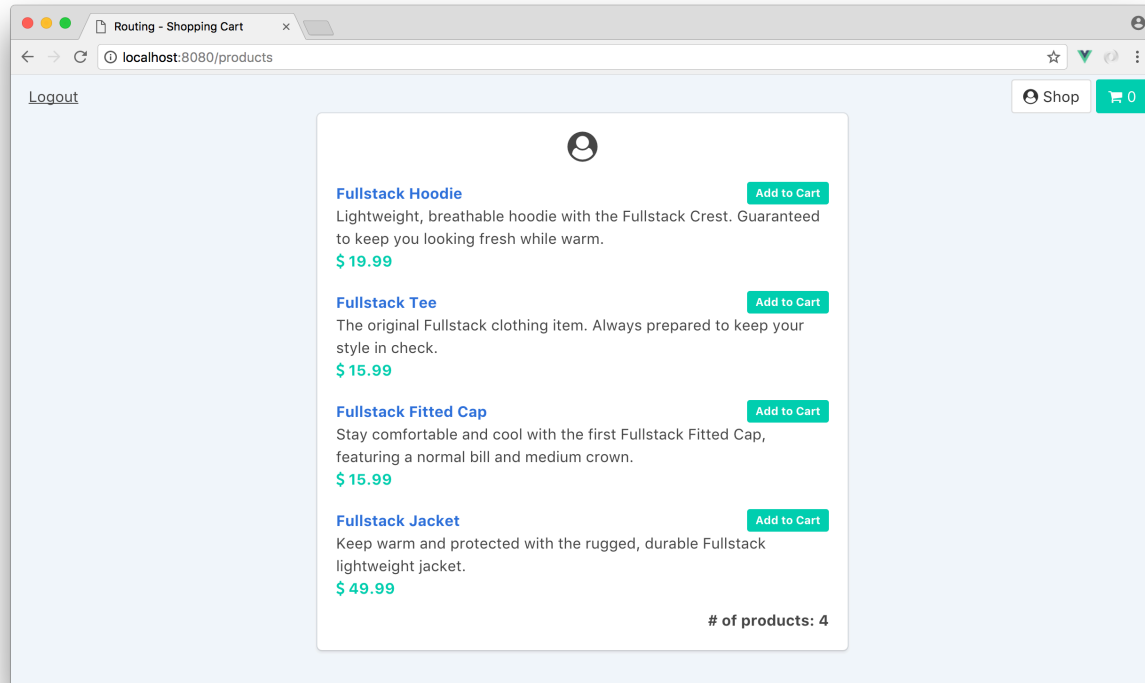 Routing - Shopping Cart
localhost:8080/products
Logout
Shop
0
Fullstack Hoodie
Add to Cart
Lightweight, breathable hoodie with the Fullstack Crest. Guaranteed
to keep you looking fresh while warm.
$ 19.99
Fullstack Tee
Add to Cart
The original Fullstack clothing item. Always prepared to keep your
style in check.
$ 15.99
Fullstack Fitted Cap
Add to Cart
Stay comfortable and cool with the first Fullstack Fitted Cap,
featuring a normal bill and medium crown.
$ 15.99
Fullstack Jacket
Add to Cart
Keep warm and protected with the rugged, durable Fullstack
lightweight jacket.
$ 49.99
# of products: 4